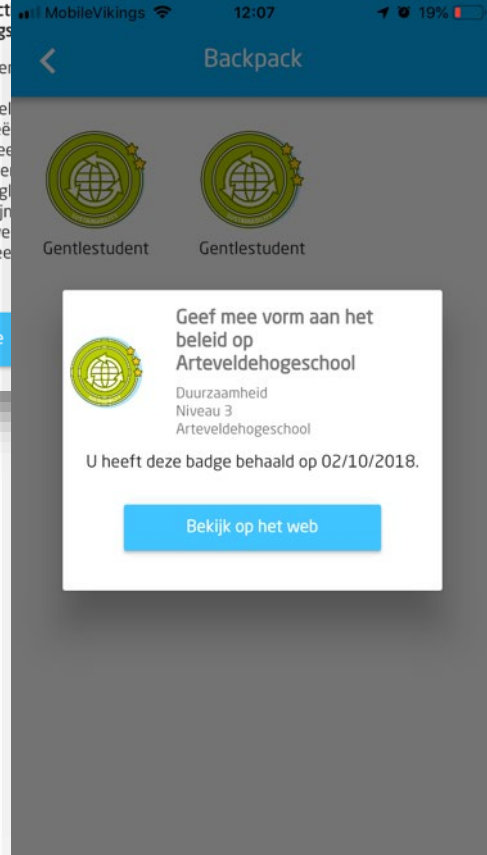 MobileVikings 12:07 19%
Backpack
Gentlestudent Gentlestudent
Geef mee vorm aan het
beleid op
Arteveldehogeschool
Duurzaamheid
Niveau 3
Arteveldehogeschool
U heeft deze badge behaald op 02/10/2018.
Bekijk op het web